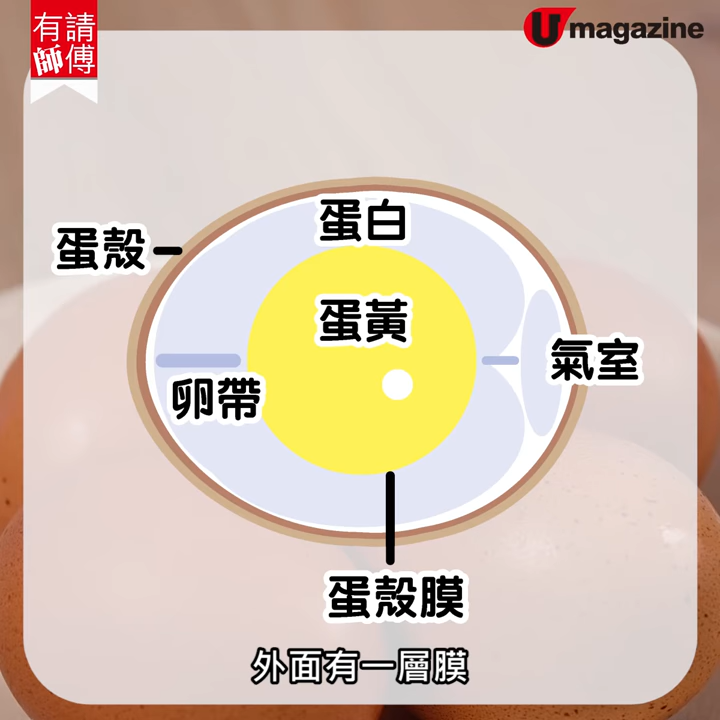 有請
師傅
U magazine
蛋白
蛋殼
蛋黃
氣室
卵帶
蛋殼膜
外面有一層膜